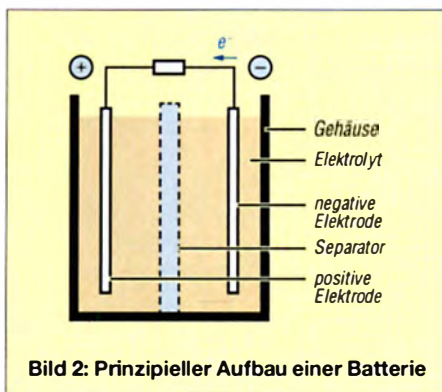 e⁻
+
−
Gehäuse
Elektrolyt
negative
Elektrode
Separator
positive
Elektrode
Bild 2: Prinzipieller Aufbau einer Batterie